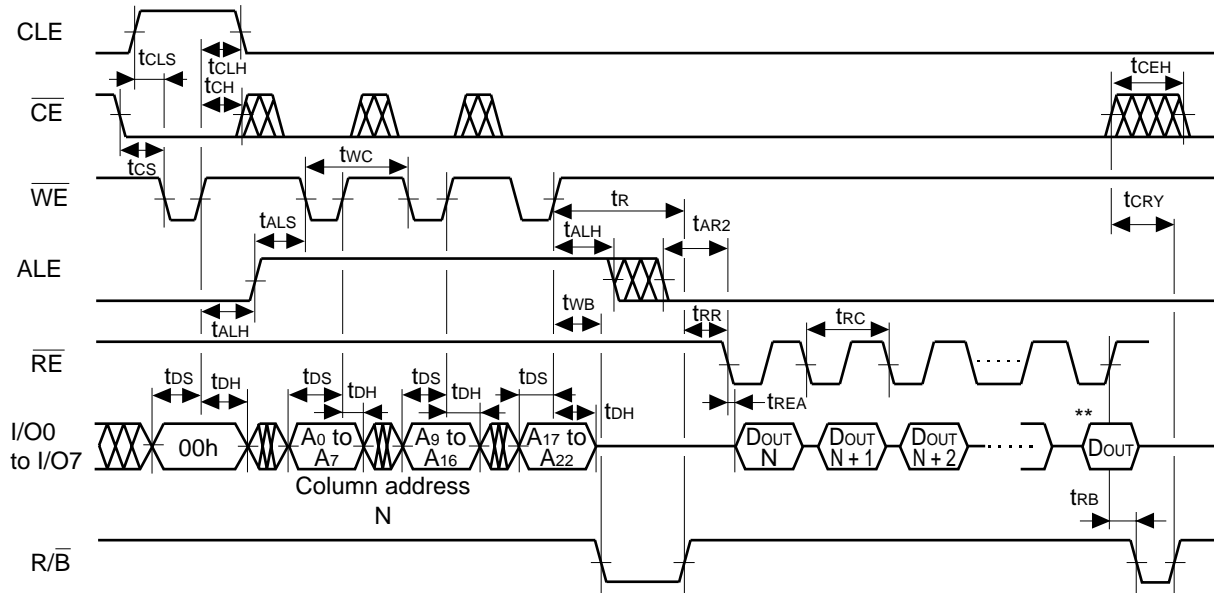 CLE
tCLS
tCLH
tCH
tCEH
CE
tCS
tWC
WE
tR
tCRY
tALS
tALH
tAR2
ALE
tALH
tWB
tRR
tRC
RE
tDS
tDH
tDS
tDH
tDS
tDH
tDS
tDH
tREA
**
I/O0
to I/O7
00h
A0 to
A7
A9 to
A16
A17 to
A22
DOUT
N
DOUT
N + 1
DOUT
N + 2
DOUT
Column address
N
tRB
R/B